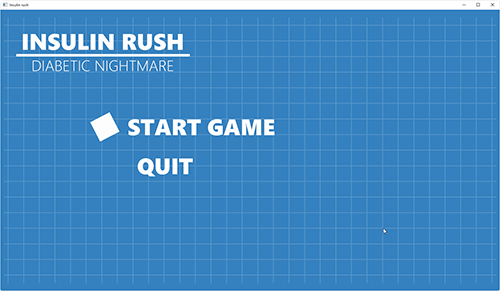 Insulin rush
INSULIN RUSH
DIABETIC NIGHTMARE
START GAME
QUIT